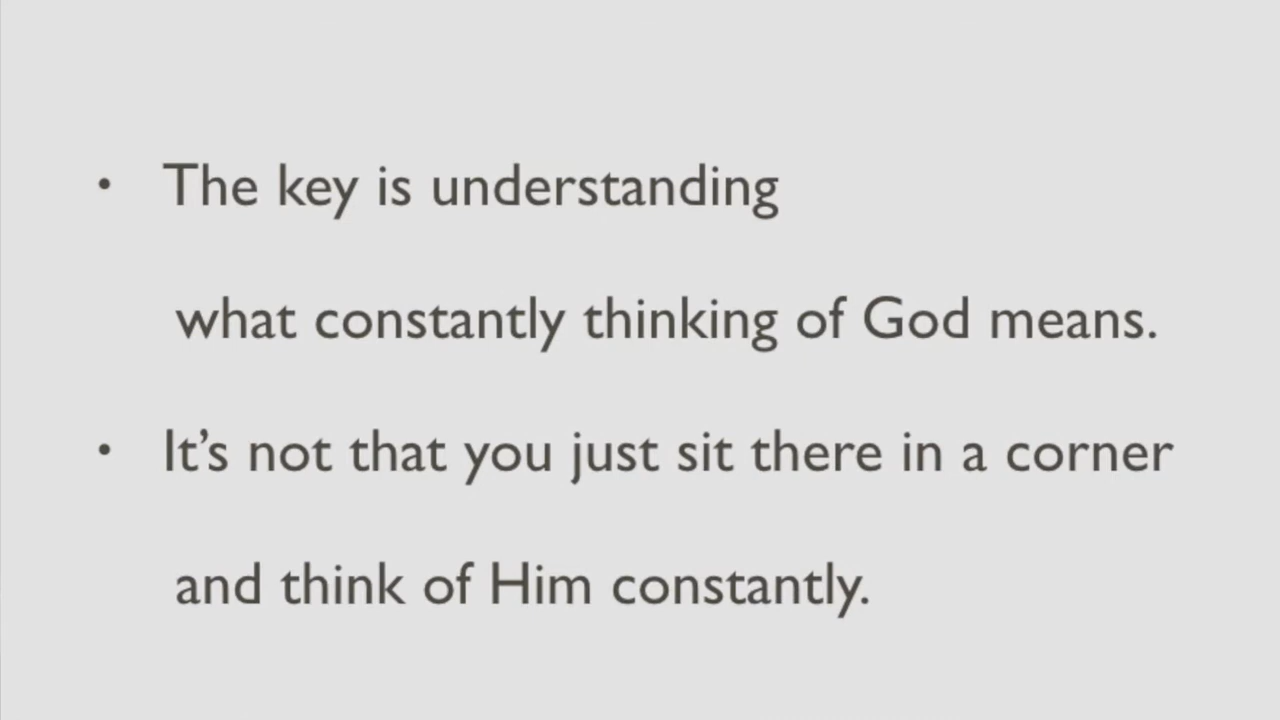 • The key is understanding
what constantly thinking of God means.
• It’s not that you just sit there in a corner
and think of Him constantly.